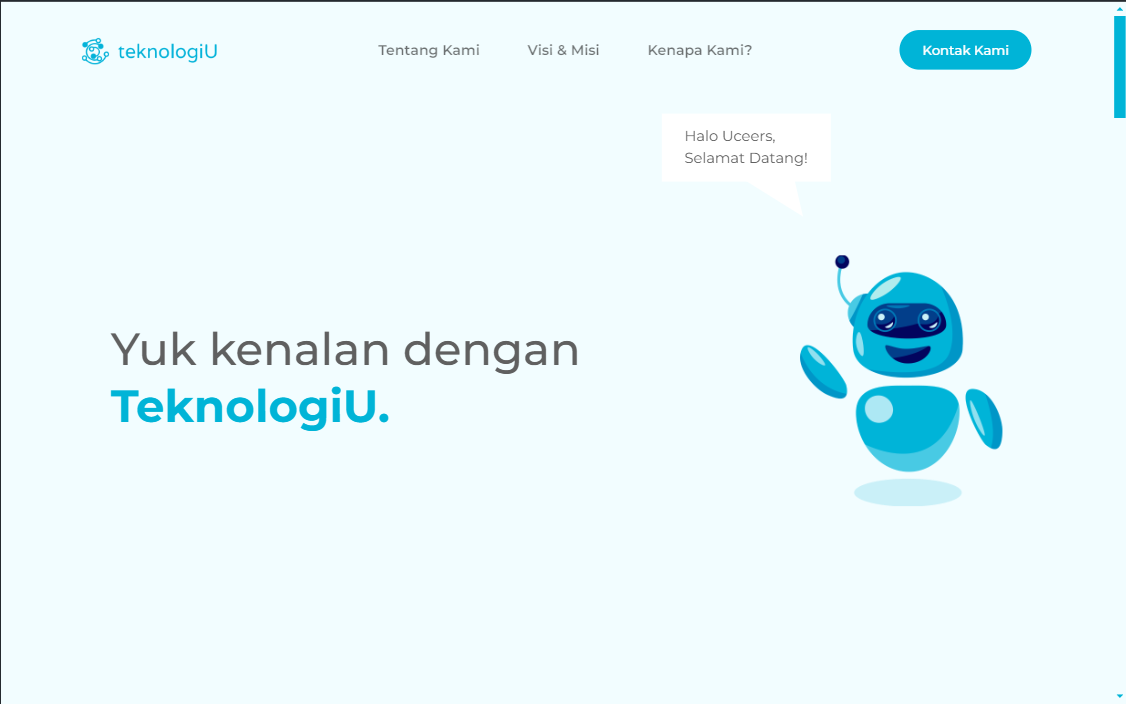 teknologiU
Tentang Kami
Visi & Misi
Kenapa Kami?
Kontak Kami
Halo Uceers,
Selamat Datang!
Yuk kenalan dengan
TeknologiU.